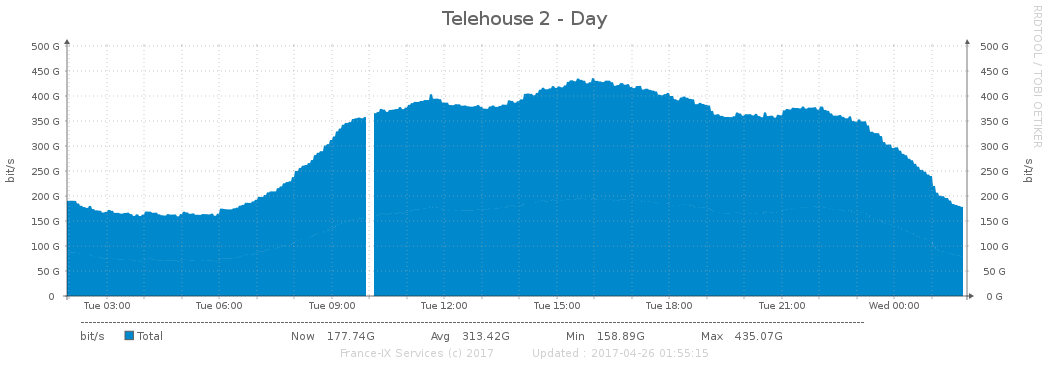 Telehouse 2 - Day
RRDTOOL / TOBI OETIKER
500 G 500 G
450 G 450 G
400 G 400 G
350 G 350 G
300 G 300 G
250 G 250 G
200 G 200 G
150 G 150 G
100 G 100 G
50 G 50 G
0 0 G
bit/s bit/s
Tue 03:00 Tue 06:00 Tue 09:00 Tue 12:00 Tue 15:00 Tue 18:00 Tue 21:00 Wed 00:00
bit/s Total Now 177.74G Avg 313.42G Min 158.89G Max 435.07G
France-IX Services (c) 2017 Updated : 2017-04-26 01:55:15